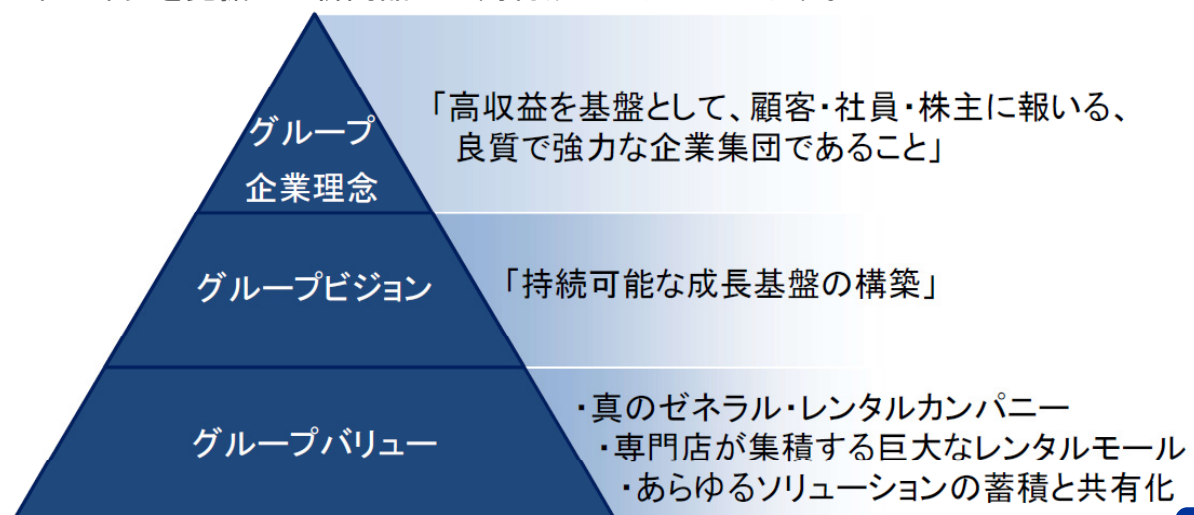 グループ
企業理念
「高収益を基盤として、顧客・社員・株主に報いる、
良質で強力な企業集団であること」
グループビジョン
「持続可能な成長基盤の構築」
グループバリュー
・真のゼネラル・レンタルカンパニー
・専門店が集積する巨大なレンタルモール
・あらゆるソリューションの蓄積と共有化